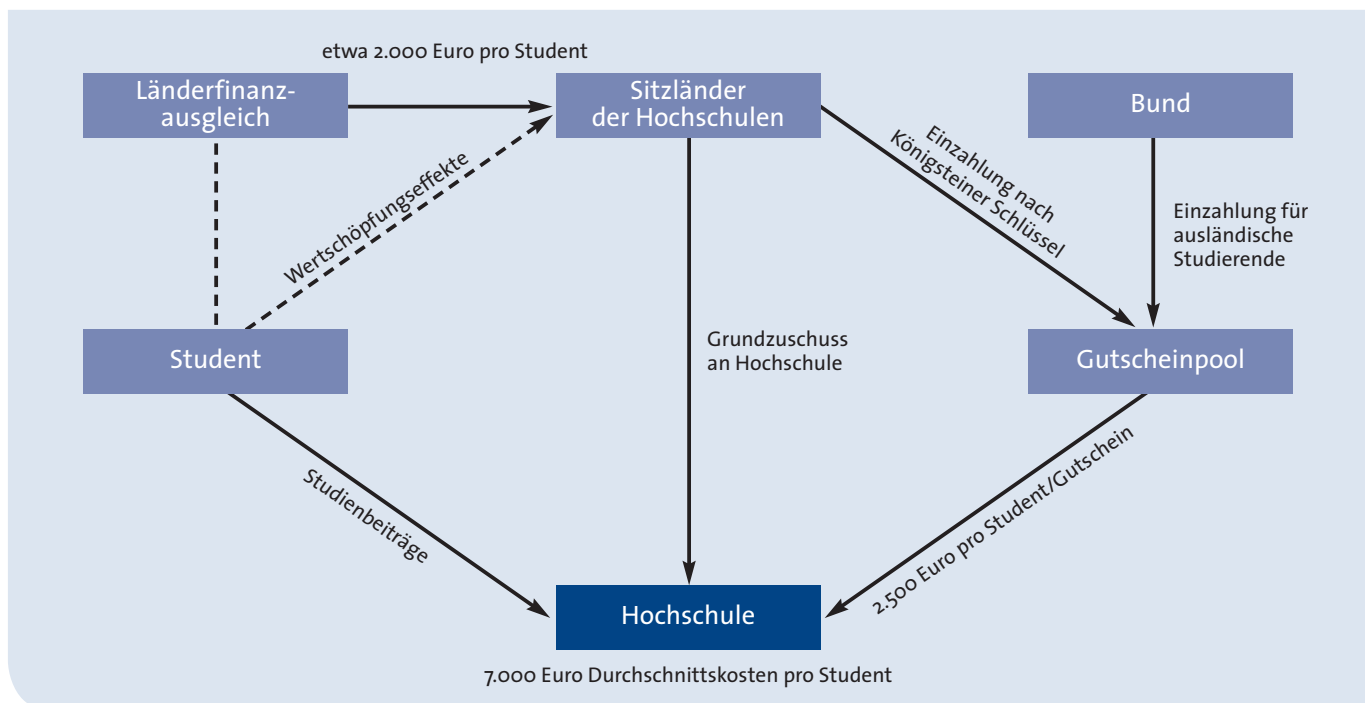 etwa 2.000 Euro pro Student
Länderfinanz-
ausgleich
Sitzländer
der Hochschulen
Bund
Wertschöpfungseffekte
Einzahlung nach
Königsteiner Schlüssel
Einzahlung für
ausländische
Studierende
Student
Grundzuschuss
an Hochschule
Gutscheinpool
Studienbeiträge
2.500 Euro pro Student/Gutschein
Hochschule
7.000 Euro Durchschnittskosten pro Student